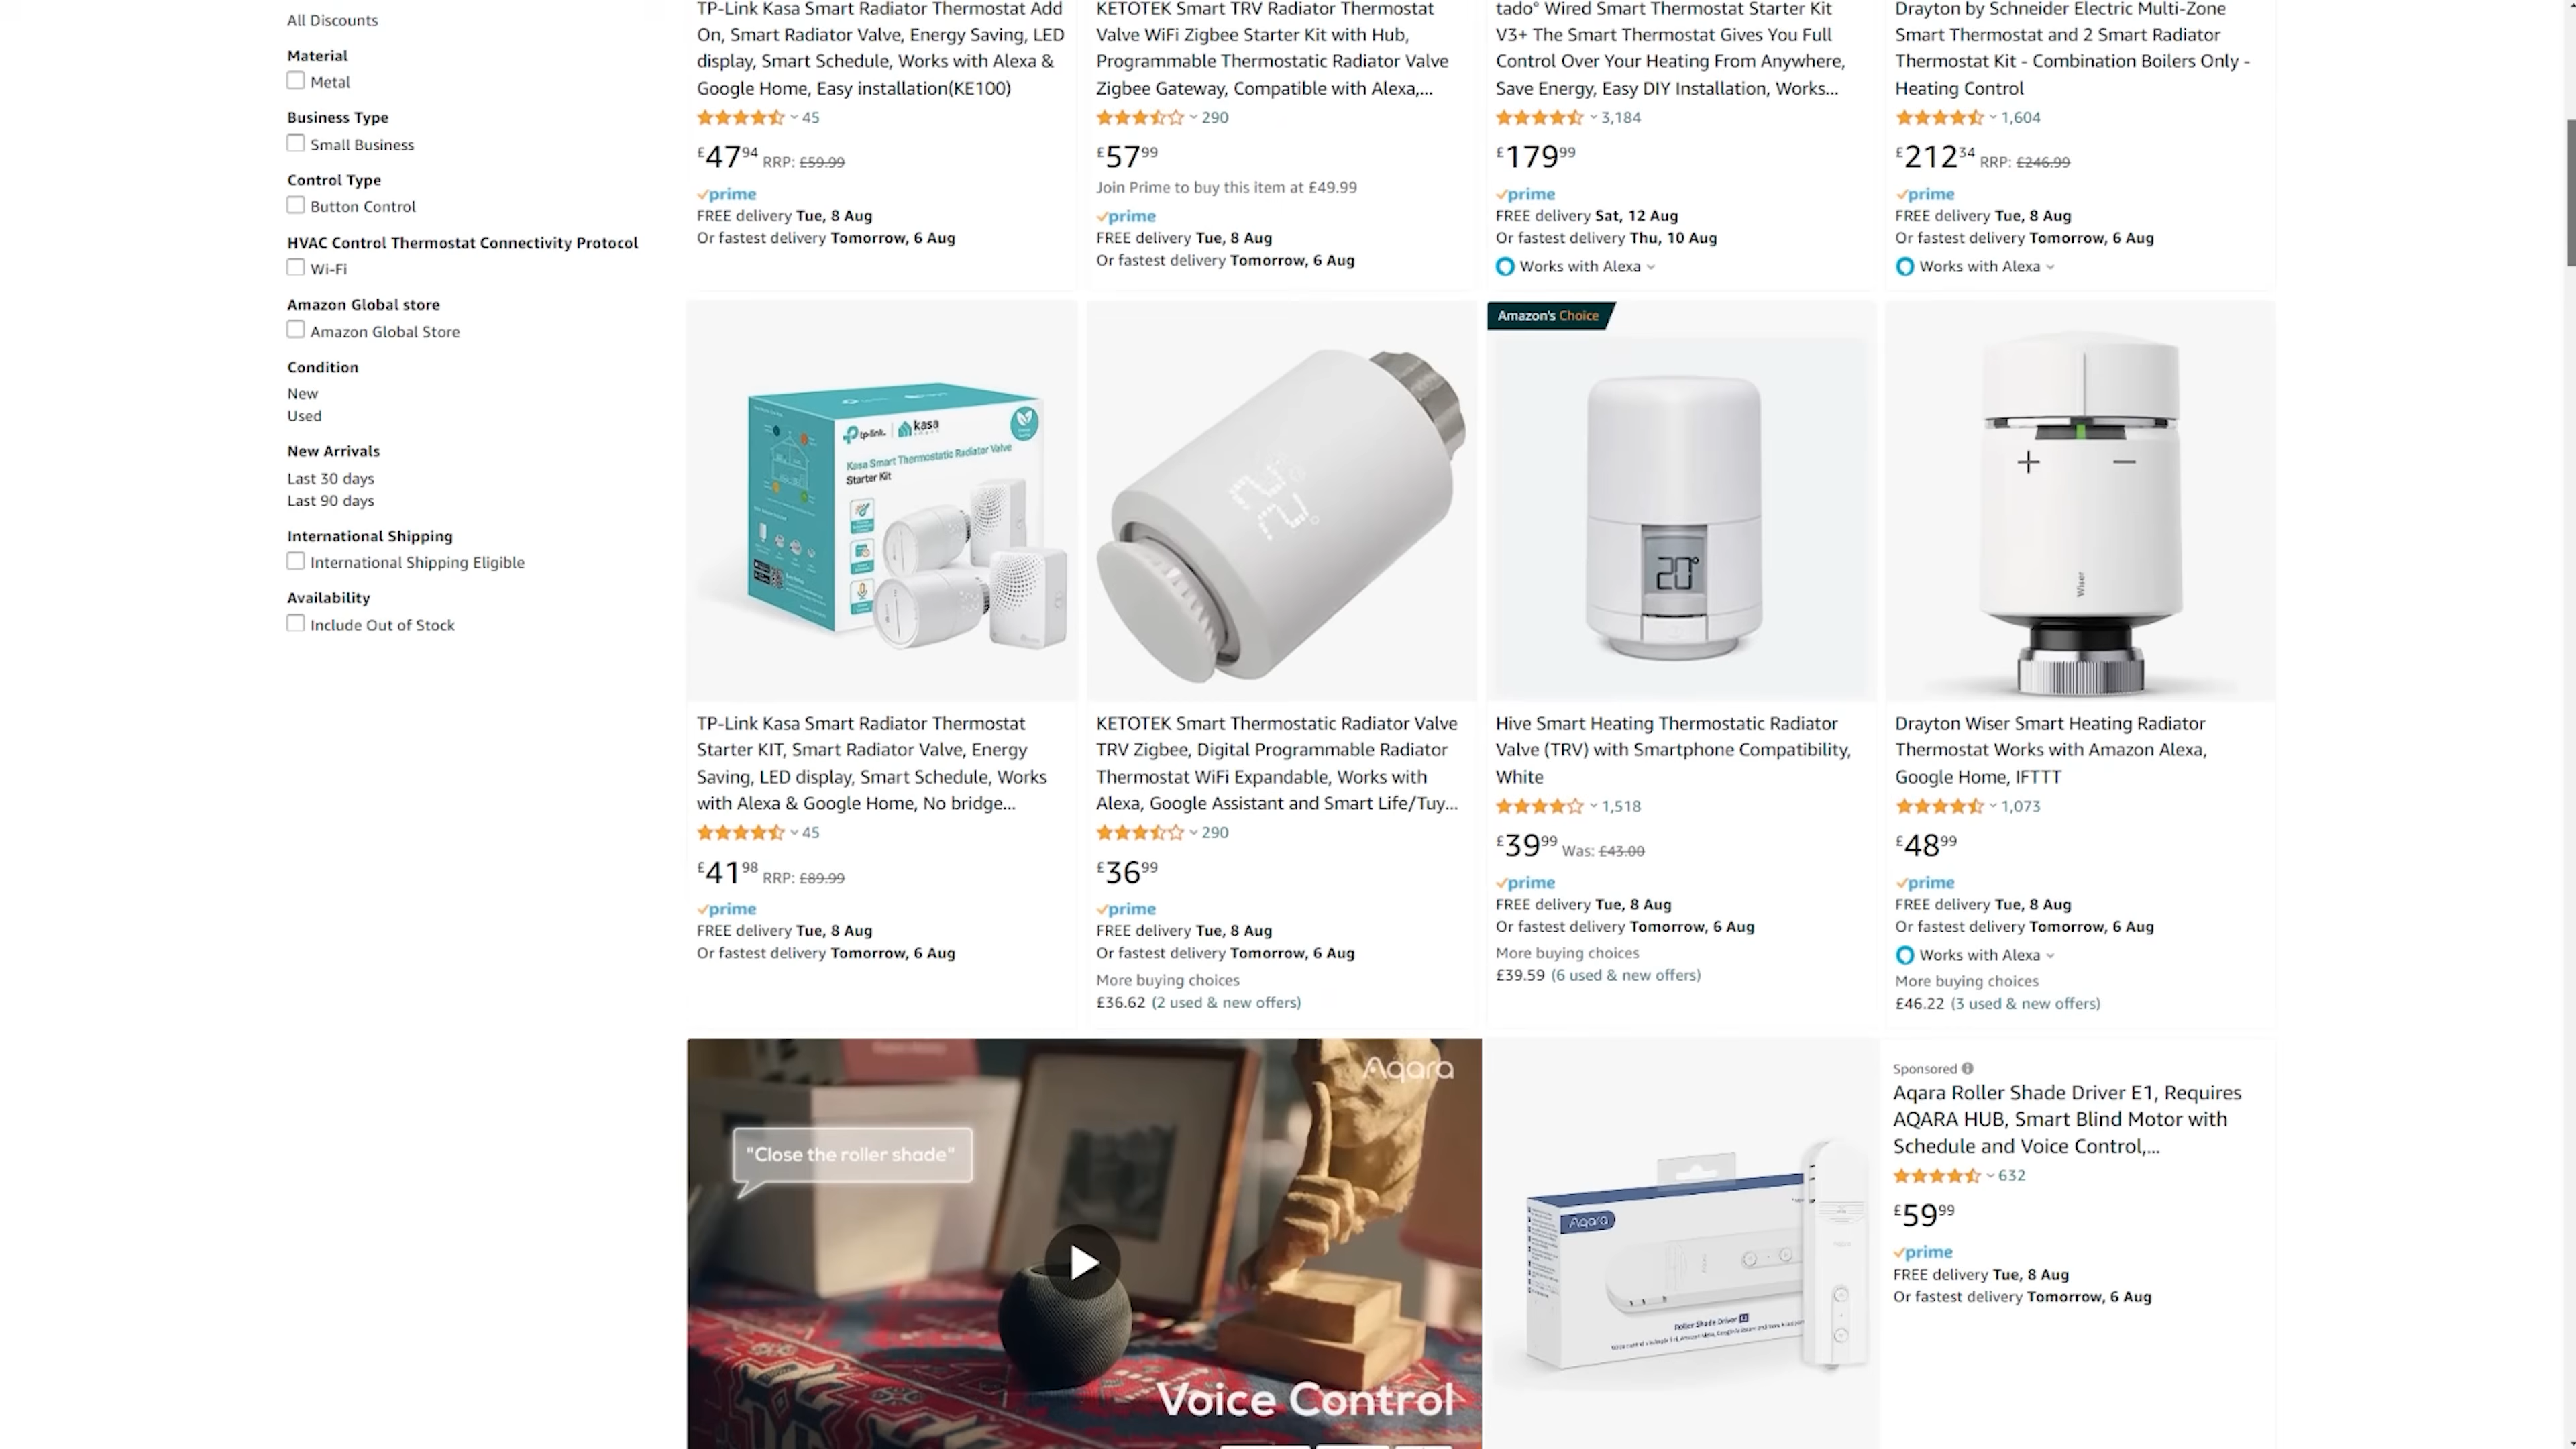 All Discounts
Material
Metal
Business Type
Small Business
Control Type
Button Control
HVAC Control Thermostat Connectivity Protocol
Wi-Fi
Amazon Global store
Amazon Global Store
Condition
New
Used
New Arrivals
Last 30 days
Last 90 days
International Shipping
International Shipping Eligible
Availability
Include Out of Stock
TP-Link Kasa Smart Radiator Thermostat Add
On, Smart Radiator Valve, Energy Saving, LED
display, Smart Schedule, Works with Alexa &
Google Home, Easy installation(KE100)
45
£47.94 RRP: £59.99
prime
FREE delivery Tue, 8 Aug
Or fastest delivery Tomorrow, 6 Aug
KETOTEK Smart TRV Radiator Thermostat
Valve WiFi Zigbee Starter Kit with Hub,
Programmable Thermostatic Radiator Valve
Zigbee Gateway, Compatible with Alexa,...
290
£57.99
Join Prime to buy this item at £49.99
prime
FREE delivery Tue, 8 Aug
Or fastest delivery Tomorrow, 6 Aug
tado° Wired Smart Thermostat Starter Kit
V3+ The Smart Thermostat Gives You Full
Control Over Your Heating From Anywhere,
Save Energy, Easy DIY Installation, Works...
3,184
£179.99
prime
FREE delivery Sat, 12 Aug
Or fastest delivery Thu, 10 Aug
Works with Alexa
Drayton by Schneider Electric Multi-Zone
Smart Thermostat and 2 Smart Radiator
Thermostat Kit - Combination Boilers Only -
Heating Control
1,604
£212.34 RRP: £246.99
prime
FREE delivery Tue, 8 Aug
Or fastest delivery Tomorrow, 6 Aug
Works with Alexa
tp-link kasa smart
Kasa Smart Thermostatic Radiator Valve
Starter Kit
TP-Link Kasa Smart Radiator Thermostat
Starter KIT, Smart Radiator Valve, Energy
Saving, LED display, Smart Schedule, Works
with Alexa & Google Home, No bridge...
45
£41.98 RRP: £89.99
prime
FREE delivery Tue, 8 Aug
Or fastest delivery Tomorrow, 6 Aug
KETOTEK Smart Thermostatic Radiator Valve
TRV Zigbee, Digital Programmable Radiator
Thermostat WiFi Expandable, Works with
Alexa, Google Assistant and Smart Life/Tuy...
290
£36.99
prime
FREE delivery Tue, 8 Aug
Or fastest delivery Tomorrow, 6 Aug
More buying choices
£36.62 (2 used & new offers)
Amazon's Choice
20°
Hive Smart Heating Thermostatic Radiator
Valve (TRV) with Smartphone Compatibility,
White
1,518
£39.99 Was: £43.00
prime
FREE delivery Tue, 8 Aug
Or fastest delivery Tomorrow, 6 Aug
More buying choices
£39.59 (6 used & new offers)
+ −
Wiser
Drayton Wiser Smart Heating Radiator
Thermostat Works with Amazon Alexa,
Google Home, IFTTT
1,073
£48.99
prime
FREE delivery Tue, 8 Aug
Or fastest delivery Tomorrow, 6 Aug
Works with Alexa
More buying choices
£46.22 (3 used & new offers)
Aqara
"Close the roller shade"
Voice Control
Aqara
Roller Shade Driver E1
Sponsored
Aqara Roller Shade Driver E1, Requires
AQARA HUB, Smart Blind Motor with
Schedule and Voice Control,...
632
£59.99
prime
FREE delivery Tue, 8 Aug
Or fastest delivery Tomorrow, 6 Aug